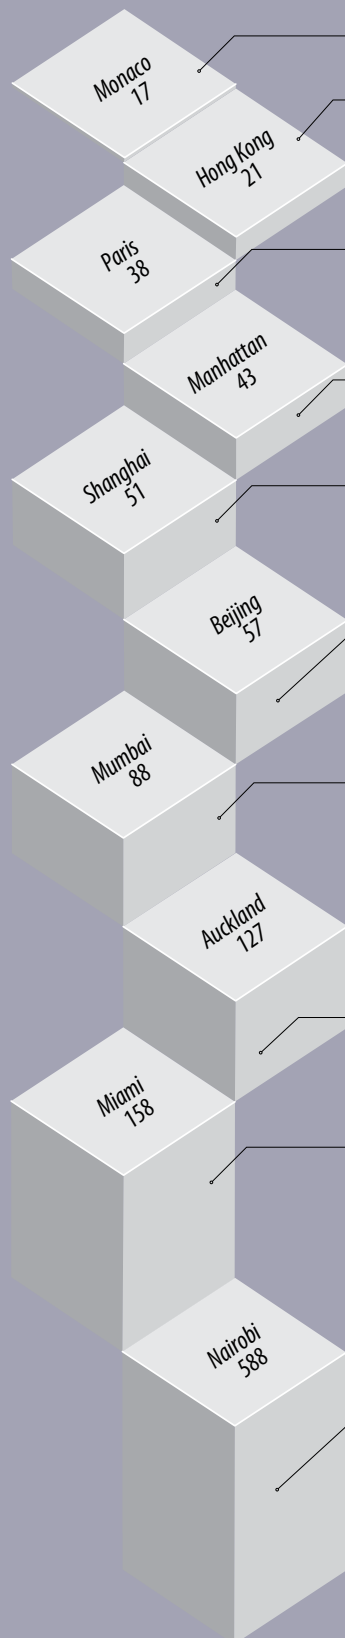 Monaco
17
Hong Kong
21
Paris
38
Manhattan
43
Shanghai
51
Beijing
57
Mumbai
88
Auckland
127
Miami
158
Nairobi
588